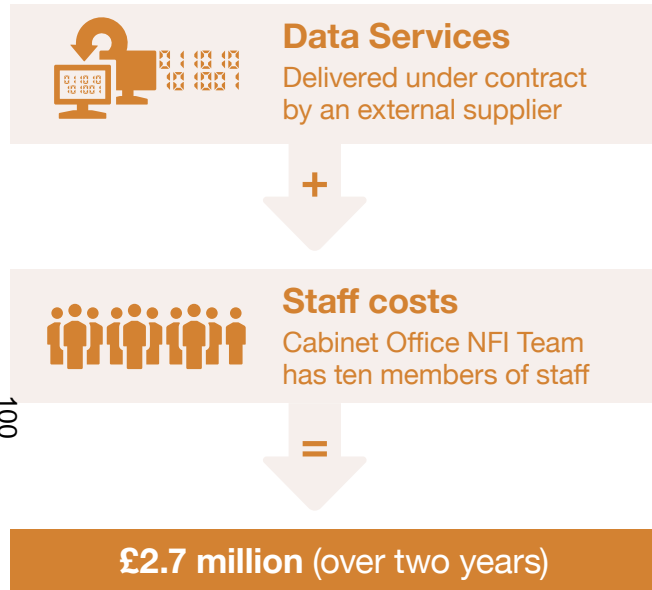 Data Services
Delivered under contract
by an external supplier
+
Staff costs
Cabinet Office NFI Team
has ten members of staff
100
=
£2.7 million (over two years)